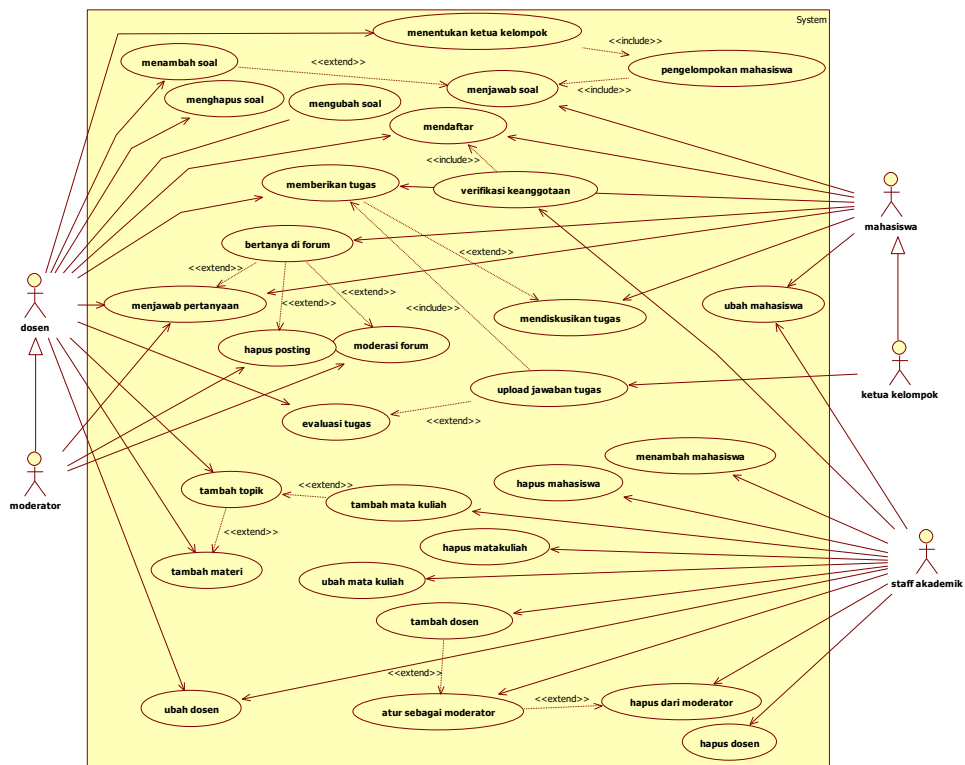 System
menentukan ketua kelompok
<<include>>
menambah soal
<<extend>>
pengelompokan mahasiswa
menjawab soal
<<include>>
menghapus soal
mengubah soal
mendaftar
<<include>>
memberikan tugas
verifikasi keanggotaan
mahasiswa
bertanya di forum
<<extend>>
<<extend>>
<<extend>>
<<extend>>
<<include>>
menjawab pertanyaan
mendiskusikan tugas
ubah mahasiswa
dosen
hapus posting
moderasi forum
upload jawaban tugas
ketua kelompok
evaluasi tugas
<<extend>>
menambah mahasiswa
hapus mahasiswa
moderator
tambah topik
<<extend>>
tambah mata kuliah
<<extend>>
hapus matakuliah
tambah materi
ubah mata kuliah
staff akademik
tambah dosen
<<extend>>
ubah dosen
atur sebagai moderator
<<extend>>
hapus dari moderator
hapus dosen